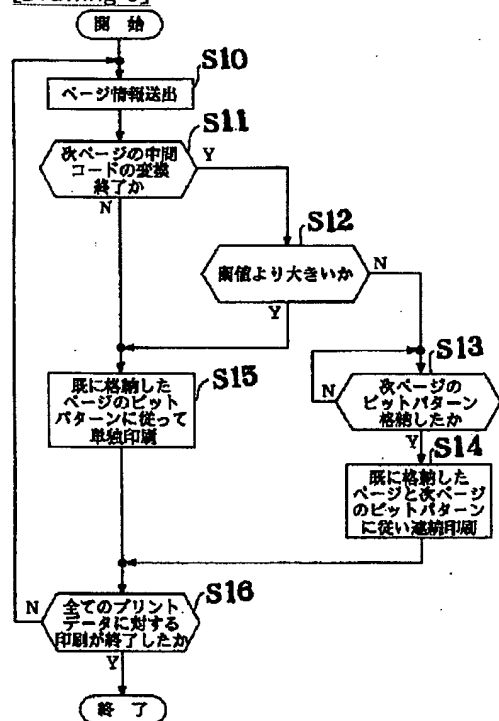 [Drawing 6]
開 始
S10
ページ情報送出
S11
次ページの中間
コードの変換
終了か
Y
N
S12
閾値より大きいか
N
Y
S13
次ページの
ビットパターン
格納したか
N
Y
S15
既に格納した
ページのビット
パターンに従って
単独印刷
S14
既に格納した
ページと次ページ
のビットパターン
に従い連続印刷
S16
全てのプリント
データに対する
印刷が終了したか
N
Y
終 了